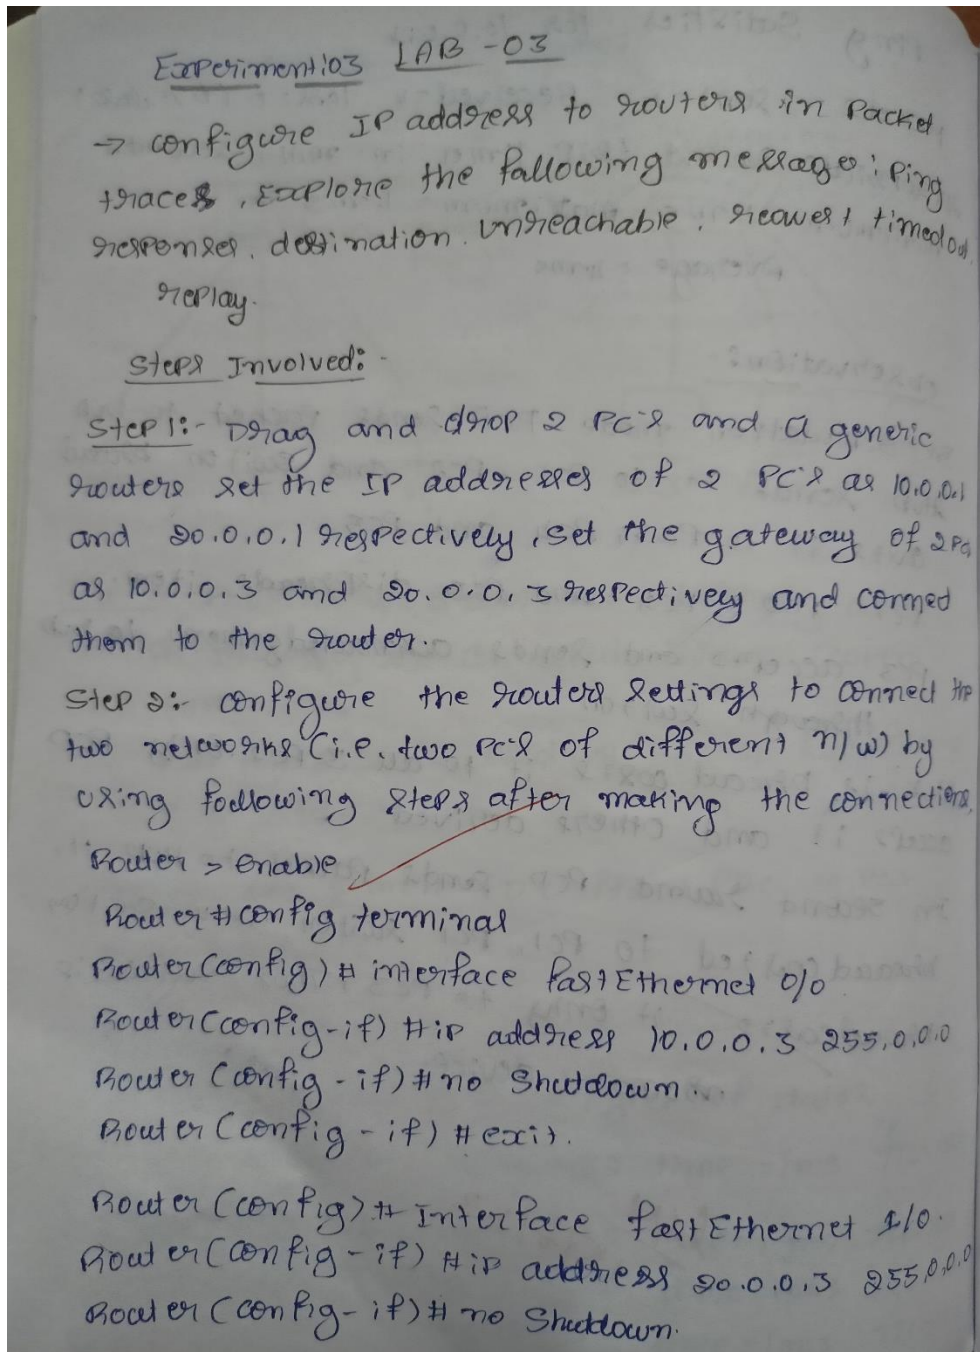 Experiment:03 LAB-03
→ configure IP address to routers in Packet
tracer, Explore the fallowing message: Ping
responses, destination unreachable, request timedout
replay.
Steps Involved:-
Step 1:- Drag and drop 2 PC's and a generic
routers set the IP addresses of 2 PC's as 10.0.0.1
and 20.0.0.1 respectively, set the gateway of 2 PCs
as 10.0.0.3 and 20.0.0.3 respectively and conned
them to the router.
Step 2:- configure the routers settings to conned the
two networks (i.e. two PC's of different n/w) by
using following steps after making the connections,
Router > enable
Router # config terminal
Router (config) # interface fastEthernet 0/0
Router (config-if) # ip address 10.0.0.3 255.0.0.0
Router (config-if) # no Shutdown...
Router (config-if) # exit.
Router (config) # Interface fastEthernet 1/0.
Router (config-if) # ip address 20.0.0.3 255.0.0.0
Router (config-if) # no Shutdown.